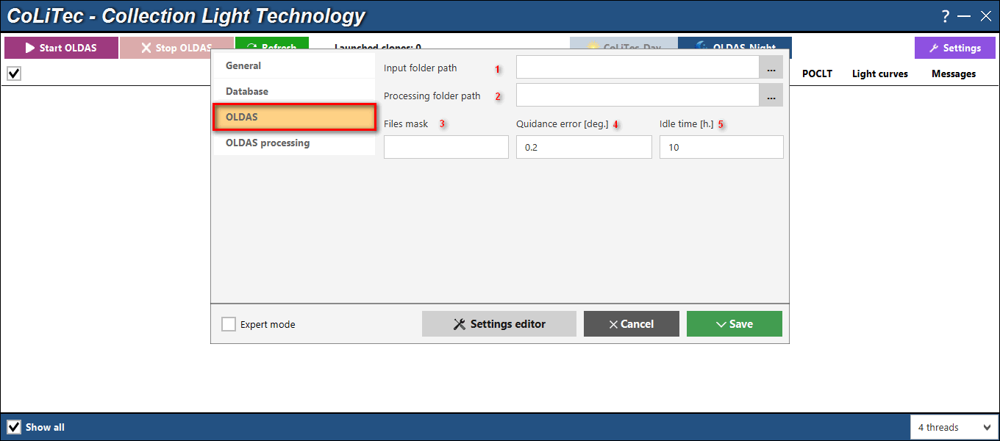 CoLiTec - Collection Light Technology
?
Start OLDAS
Stop OLDAS
Refresh
Launched clones: 0
CoLiTec-Day
OLDAS-Night
Settings
POCLT
Light curves
Messages
General
Database
OLDAS
OLDAS processing
Input folder path 1
...
Processing folder path 2
...
Files mask 3
Quidance error [deg.] 4
Idle time [h.] 5
0.2
10
Expert mode
Settings editor
Cancel
Save
Show all
4 threads